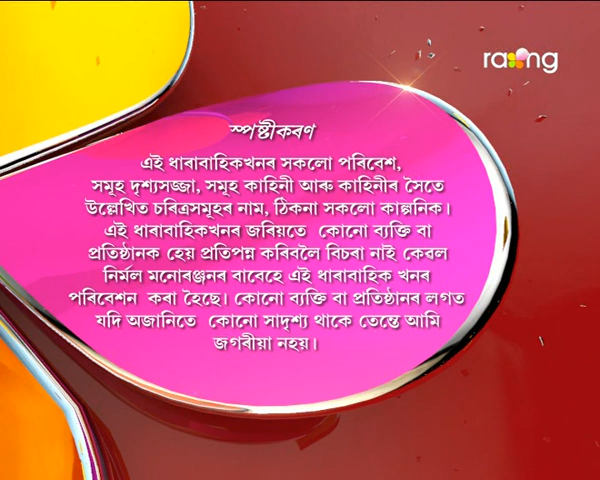 raang
স্পষ্টীকৰণ
এই ধাৰাবাহিকখনৰ সকলো পৰিবেশ,
সমূহ দৃশ্যসজ্জা, সমূহ কাহিনী আৰু কাহিনীৰ সৈতে
উল্লেখিত চৰিত্ৰসমূহৰ নাম, ঠিকনা সকলো কাল্পনিক।
এই ধাৰাবাহিকখনৰ জৰিয়তে কোনো ব্যক্তি বা
প্ৰতিষ্ঠানক হেয় প্ৰতিপন্ন কৰিবলৈ বিচৰা নাই কেৱল
নিৰ্মল মনোৰঞ্জনৰ বাবেহে এই ধাৰাবাহিক খনৰ
পৰিবেশন কৰা হৈছে। কোনো ব্যক্তি বা প্ৰতিষ্ঠানৰ লগত
যদি অজানিতে কোনো সাদৃশ্য থাকে তেন্তে আমি
জগৰীয়া নহয়।